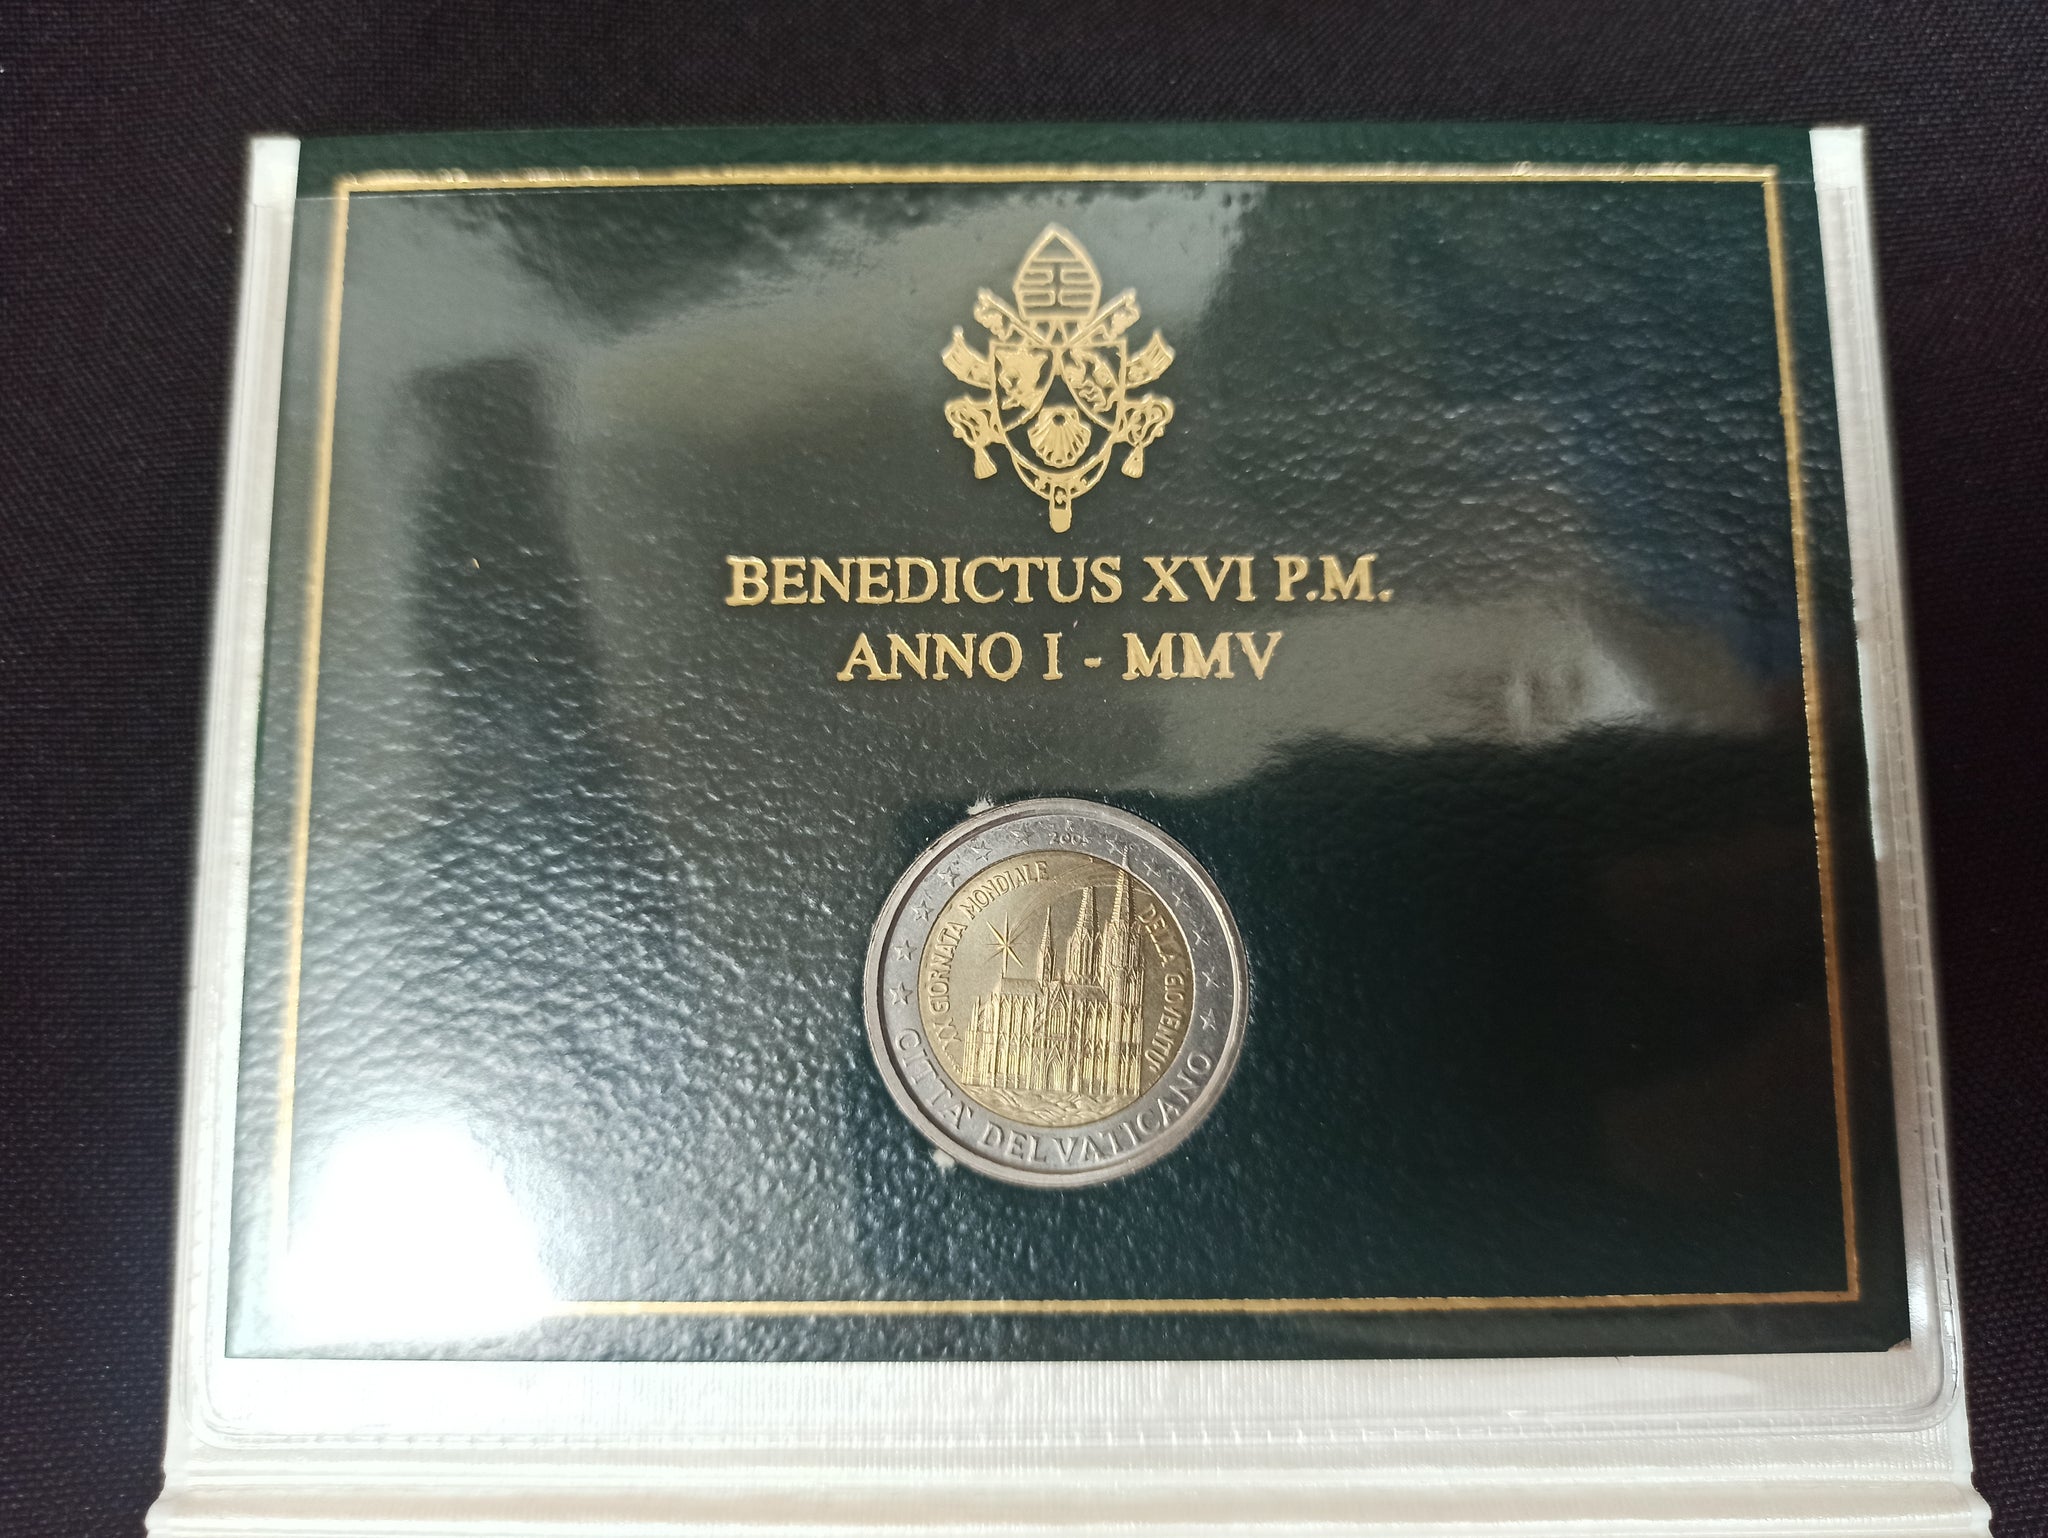 BENEDICTUS XVI P.M.
ANNO I - MMV
2005
XX GIORNATA MONDIALE DELLA GIOVENTU'
CITTA' DEL VATICANO